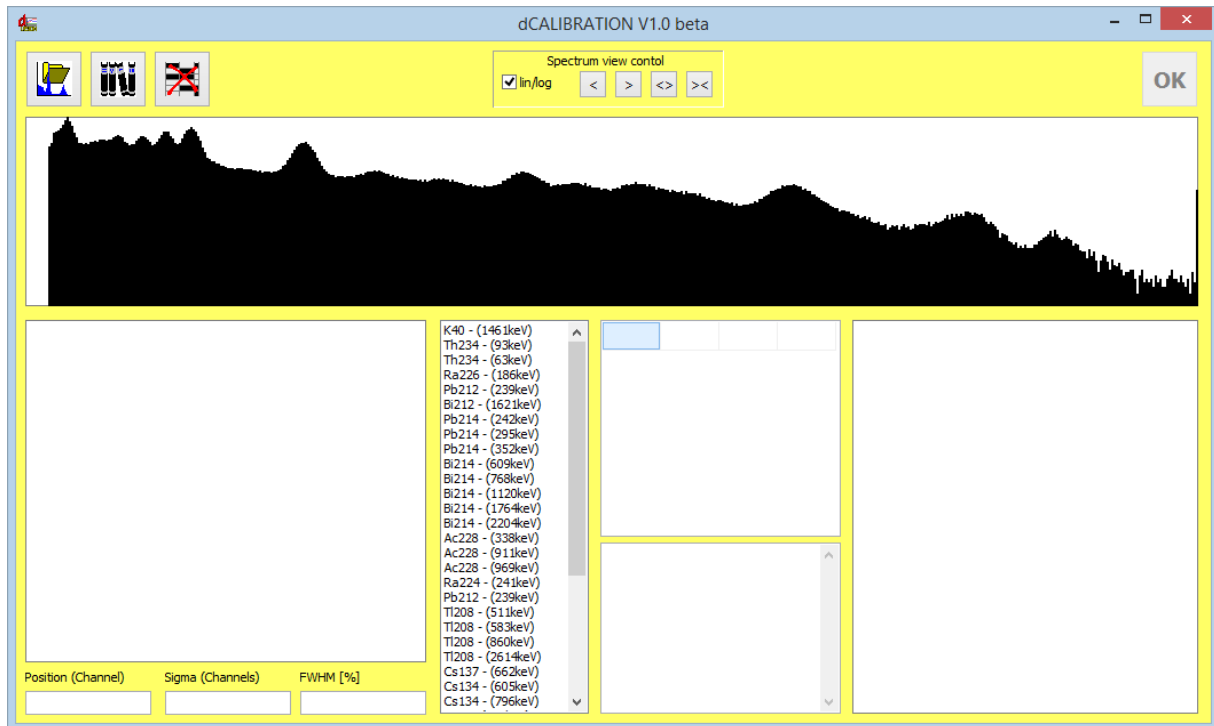 dCALIBRATION V1.0 beta
Spectrum view contol
lin/log < > <> ><
OK
K40 - (1461keV)
Th234 - (93keV)
Th234 - (63keV)
Ra226 - (186keV)
Pb212 - (239keV)
Bi212 - (1621keV)
Pb214 - (242keV)
Pb214 - (295keV)
Pb214 - (352keV)
Bi214 - (609keV)
Bi214 - (768keV)
Bi214 - (1120keV)
Bi214 - (1764keV)
Bi214 - (2204keV)
Ac228 - (338keV)
Ac228 - (911keV)
Ac228 - (969keV)
Ra224 - (241keV)
Pb212 - (239keV)
Tl208 - (511keV)
Tl208 - (583keV)
Tl208 - (860keV)
Tl208 - (2614keV)
Cs137 - (662keV)
Cs134 - (605keV)
Cs134 - (796keV)
Position (Channel) Sigma (Channels) FWHM [%]